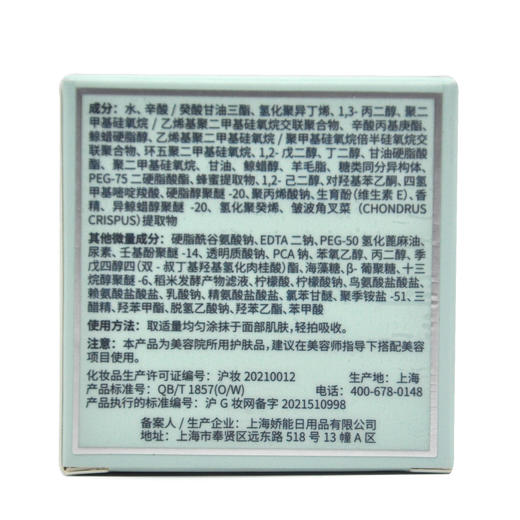 成分：水、辛酸 / 癸酸甘油三酯、氢化聚异丁烯、1,3- 丙二醇、聚二
甲基硅氧烷 / 乙烯基聚二甲基硅氧烷交联聚合物、辛酸丙基庚酯、
鲸蜡硬脂醇、乙烯基聚二甲基硅氧烷 / 聚甲基硅氧烷倍半硅氧烷交
联聚合物、环五聚二甲基硅氧烷、1,2- 戊二醇、丁二醇、甘油硬脂酸
酯、聚二甲基硅氧烷、甘油、鲸蜡醇、羊毛脂、糖类同分异构体、
PEG-75 二硬脂酸酯、蜂蜜提取物、1,2- 己二醇、对羟基苯乙酮、四氢
甲基嘧啶羧酸、硬脂醇聚醚 -20、聚丙烯酸钠、生育酚(维生素 E)、香
精、异鲸蜡醇聚醚 -20、氢化聚癸烯、皱波角叉菜 (CHONDRUS
CRISPUS)提取物
其他微量成分：硬脂酰谷氨酸钠、EDTA 二钠、PEG-50 氢化蓖麻油、
尿素、壬基酚聚醚 -14、透明质酸钠、PCA 钠、苯氧乙醇、丙二醇、季
戊四醇四(双 - 叔丁基羟基氢化肉桂酸)酯、海藻糖、β- 葡聚糖、十三
烷醇聚醚 -6、稻米发酵产物滤液、柠檬酸、柠檬酸钠、鸟氨酸盐酸盐、
赖氨酸盐酸盐、乳酸钠、精氨酸盐酸盐、氯苯甘醚、聚季铵盐 -51、三
醋精、羟苯甲酯、脱氢乙酸钠、羟苯乙酯、苯甲酸
使用方法：取适量均匀涂抹于面部肌肤，轻拍吸收。
注意：本产品为美容院所用护肤品，建议在美容师指导下搭配美容
项目使用。
化妆品生产许可证编号：沪妆 20210012 生产地：上海
产品标准号：QB/T 1857(O/W) 电话：400-678-0148
产品执行的标准编号：沪 G 妆网备字 2021510998
备案人 / 生产企业：上海娇能日用品有限公司
地址：上海市奉贤区远东路 518 号 13 幢 A 区